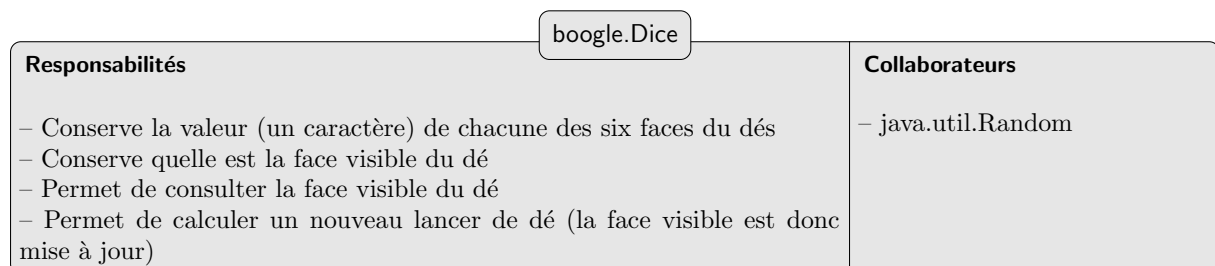 boogle.Dice
Responsabilités
– Conserve la valeur (un caractère) de chacune des six faces du dés
– Conserve quelle est la face visible du dé
– Permet de consulter la face visible du dé
– Permet de calculer un nouveau lancer de dé (la face visible est donc
mise à jour)
Collaborateurs
– java.util.Random